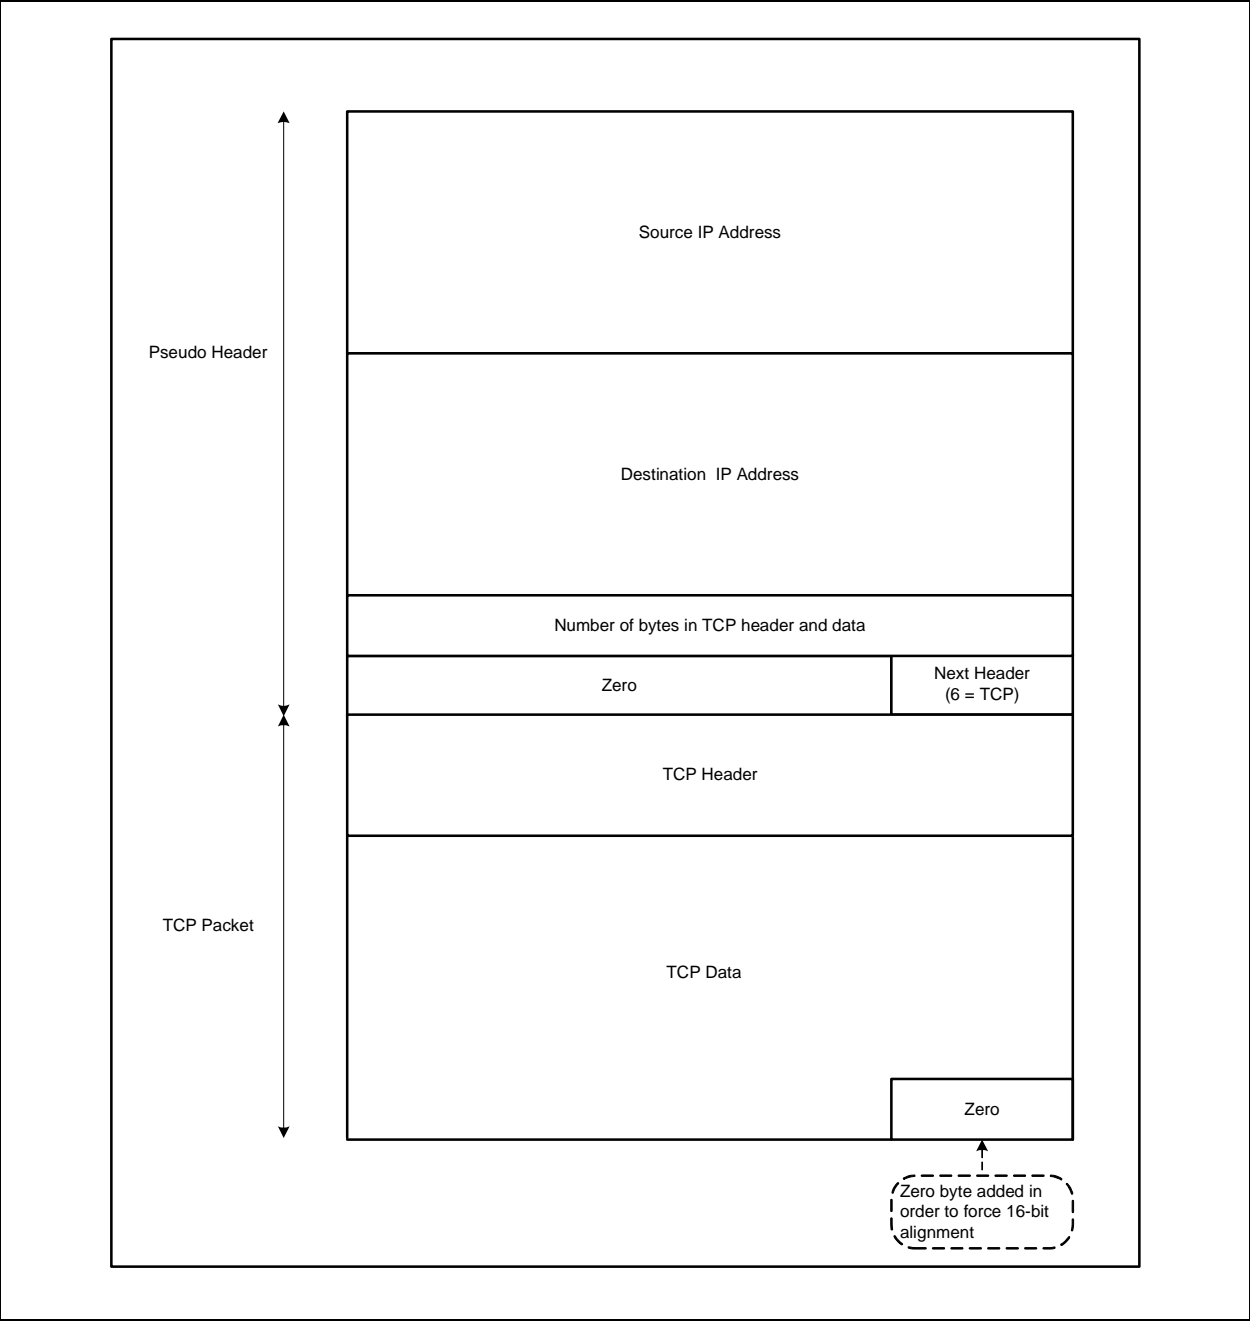 Source IP Address
Pseudo Header
Destination  IP Address
Number of bytes in TCP header and data
Zero
Next Header
(6 = TCP)
TCP Header
TCP Packet
TCP Data
Zero
Zero byte added in
order to force 16-bit
alignment